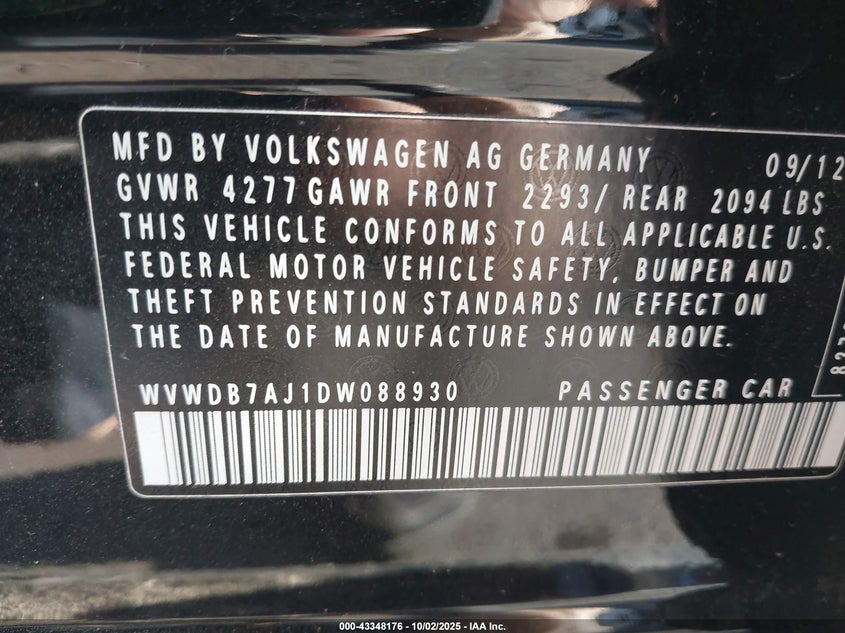 MFD BY VOLKSWAGEN AG GERMANY 09/12
GVWR 4277 GAWR FRONT 2293/ REAR 2094 LBS
THIS VEHICLE CONFORMS TO ALL APPLICABLE U.S.
FEDERAL MOTOR VEHICLE SAFETY, BUMPER AND
THEFT PREVENTION STANDARDS IN EFFECT ON
THE DATE OF MANUFACTURE SHOWN ABOVE.
WVWDB7AJ1DW088930 PASSENGER CAR
000-43348176 - 10/02/2025 - IAA Inc.